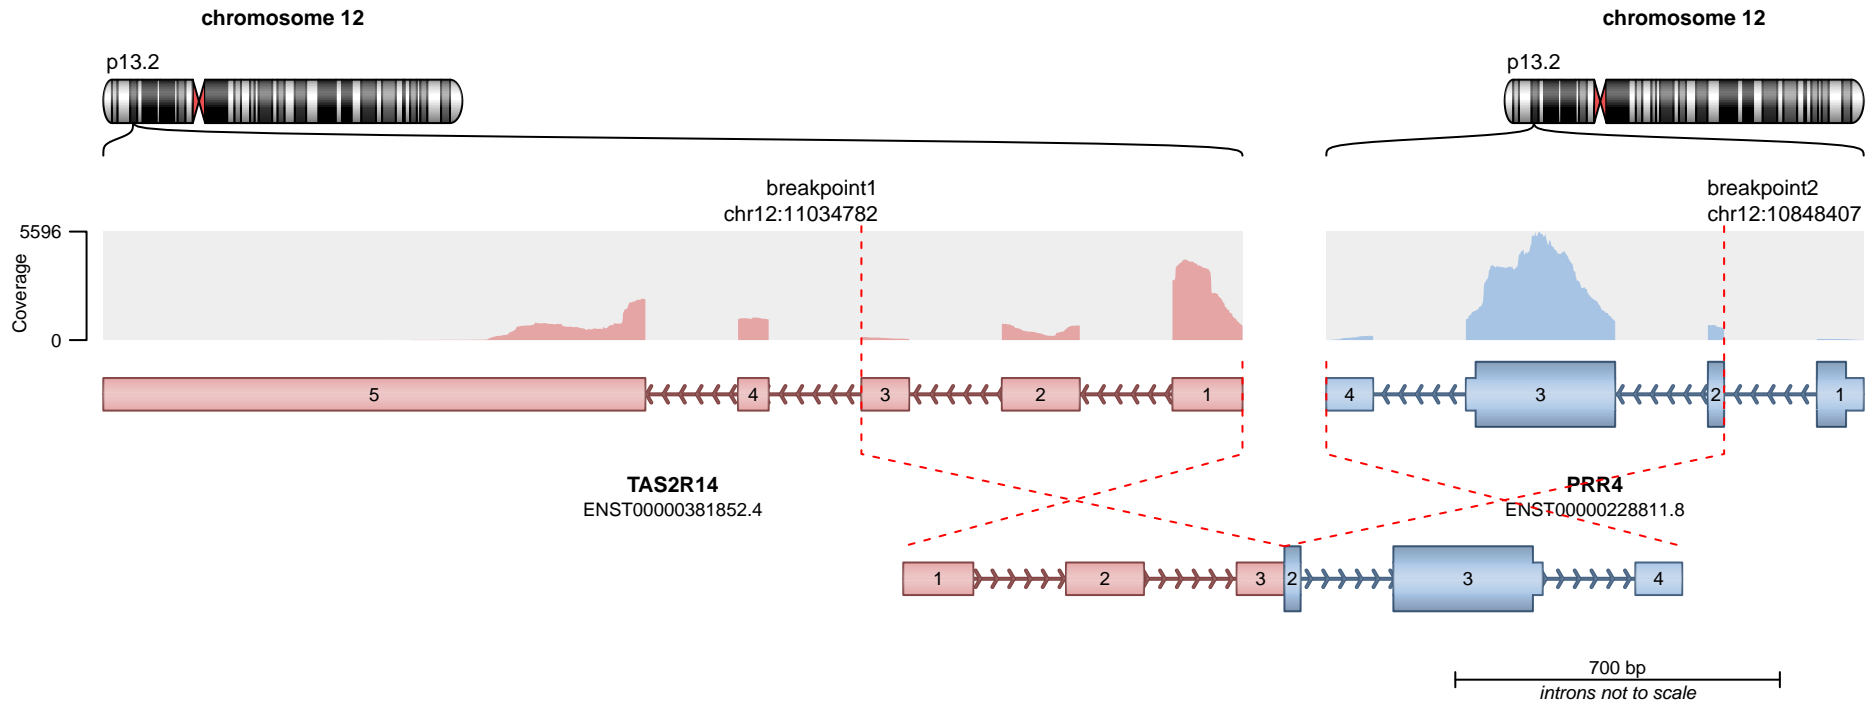 chromosome 12
chromosome 12
p13.2
p13.2
breakpoint1
chr12:11034782
breakpoint2
chr12:10848407
5596
Coverage
0
5
4
3
2
1
4
3
2
1
TAS2R14
ENST00000381852.4
PRR4
ENST00000228811.8
1
2
3
2
3
4
700 bp
introns not to scale